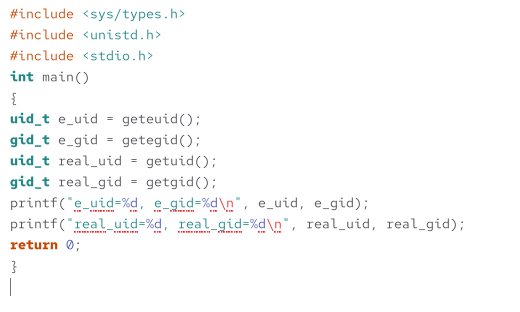 #include <sys/types.h>
#include <unistd.h>
#include <stdio.h>
int main()
{
uid_t e_uid = geteuid();
gid_t e_gid = getegid();
uid_t real_uid = getuid();
gid_t real_gid = getgid();
printf("e_uid=%d, e_gid=%d\n", e_uid, e_gid);
printf("real_uid=%d, real_gid=%d\n", real_uid, real_gid);
return 0;
}